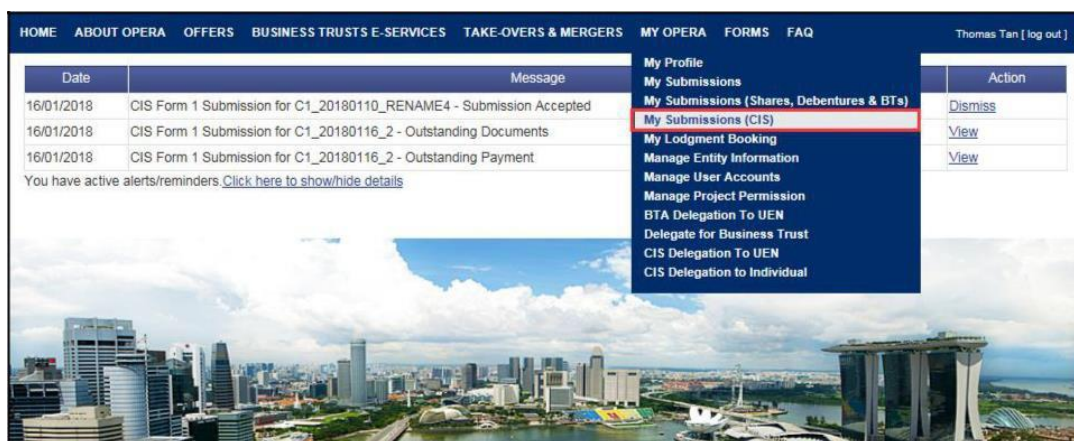 HOME ABOUT OPERA OFFERS BUSINESS TRUSTS E-SERVICES TAKE-OVERS & MERGERS MY OPERA FORMS FAQ Thomas Tan [ log out ]
Date Message Action
16/01/2018 CIS Form 1 Submission for C1_20180110_RENAME4 - Submission Accepted Dismiss
16/01/2018 CIS Form 1 Submission for C1_20180116_2 - Outstanding Documents View
16/01/2018 CIS Form 1 Submission for C1_20180116_2 - Outstanding Payment View
You have active alerts/reminders.Click here to show/hide details
My Profile
My Submissions
My Submissions (Shares, Debentures & BTs)
My Submissions (CIS)
My Lodgment Booking
Manage Entity Information
Manage User Accounts
Manage Project Permission
BTA Delegation To UEN
Delegate for Business Trust
CIS Delegation To UEN
CIS Delegation to Individual